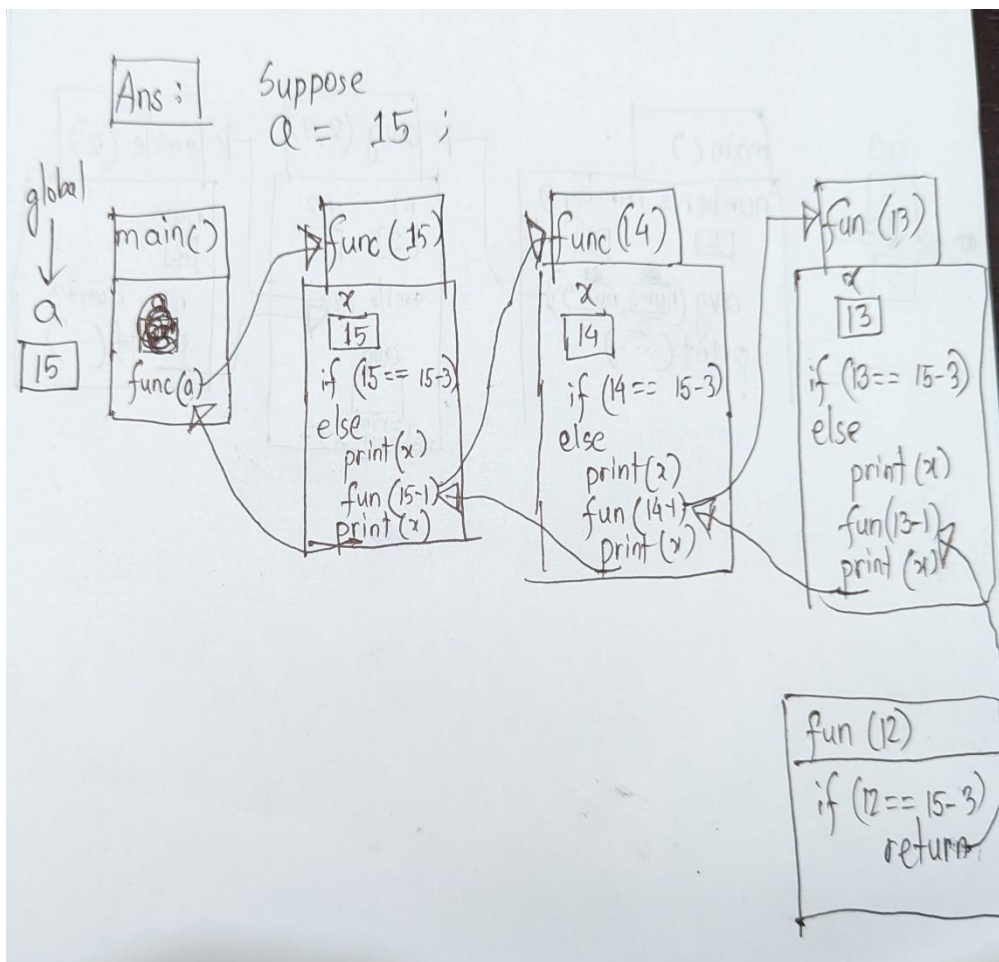 Ans :
Suppose
a = 15 ;
global
a
15
main()
func(a)
func(15)
x
15
if (15 == 15-3)
else
print(x)
fun (15-1)
print(x)
func(14)
x
14
if (14 == 15-3)
else
print(x)
fun (14-1)
print(x)
fun (13)
x
13
if (13 == 15-3)
else
print(x)
fun(13-1)
print(x)
fun (12)
if (12 == 15-3)
return